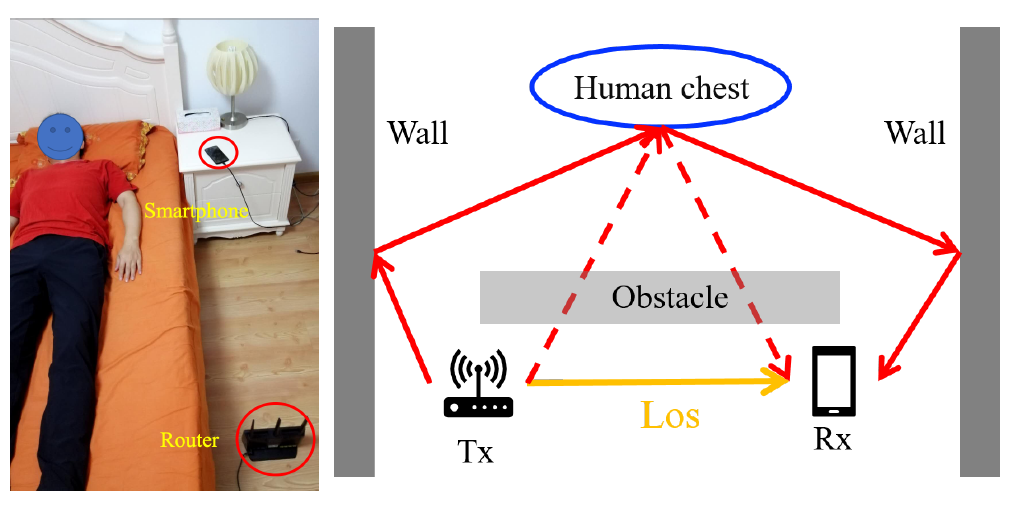 Smartphone
Router
Human chest
Wall
Wall
Obstacle
Los
Tx
Rx